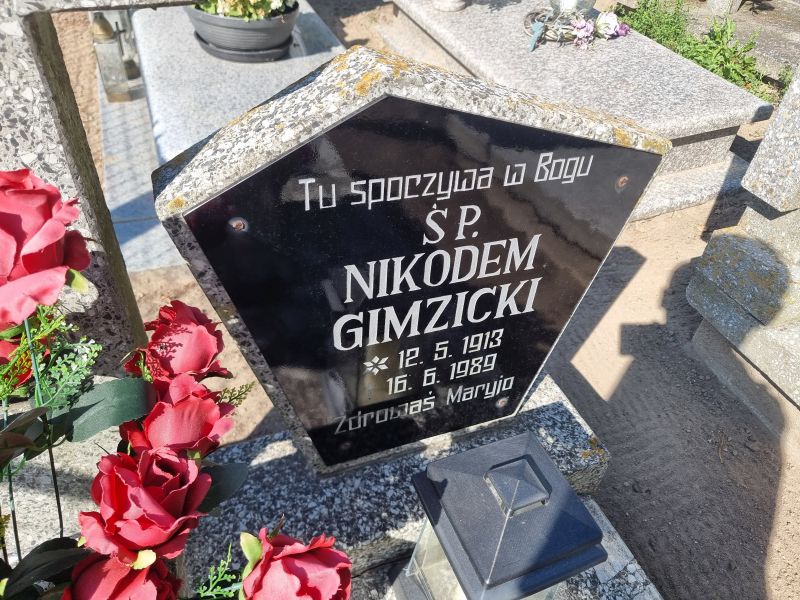 Tu spoczywa w Bogu
Ś P.
NIKODEM
GIMZICKI
12. 5. 1913
16. 6. 1989
Zdrowaś Maryjo